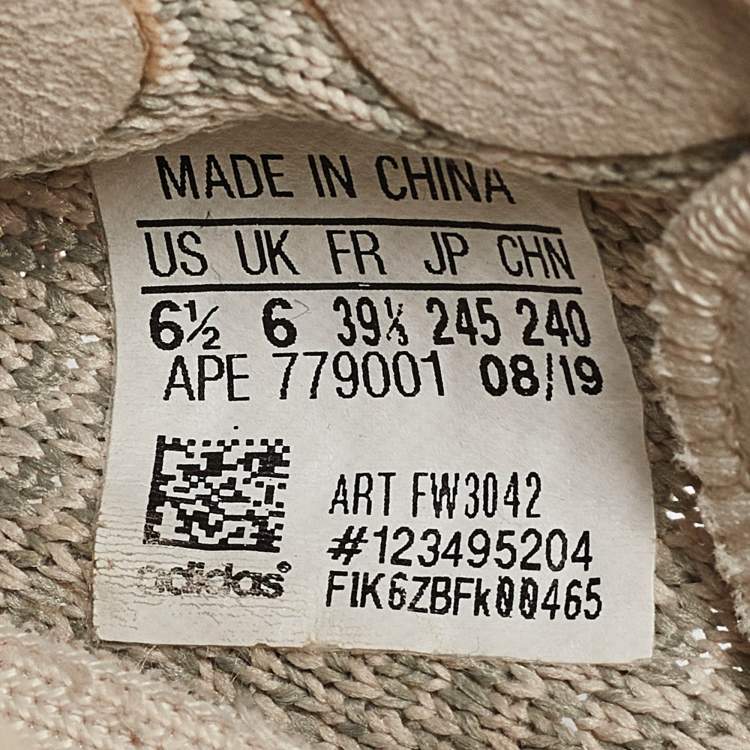 MADE IN CHINA
US UK FR JP CHN
6½ 6 39⅓ 245 240
APE 779001 08/19
ART FW3042
#123495204
F1K6ZBFk00465
adidas®